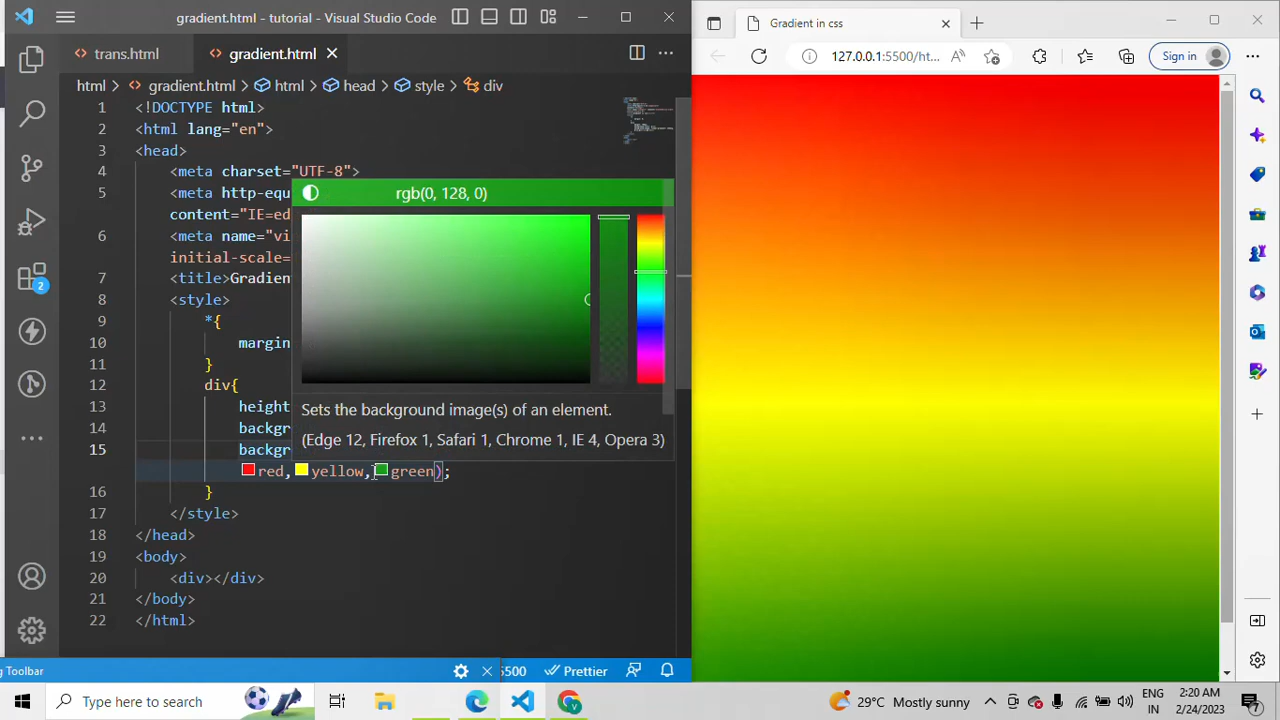 gradient.html - tutorial - Visual Studio Code
trans.html
gradient.html
html > gradient.html > html > head > style > div
1 <!DOCTYPE html>
2 <html lang="en">
3 <head>
4 <meta charset="UTF-8">
5 <meta http-equ
content="IE=ed
6 <meta name="vi
initial-scale=
7 <title>Gradien
8 <style>
9 *{
10 margin
11 }
12 div{
13 height
14 backgr
15 backgr
red,yellow,green);
16 }
17 </style>
18 </head>
19 <body>
20 <div></div>
21 </body>
22 </html>
rgb(0, 128, 0)
Sets the background image(s) of an element.
(Edge 12, Firefox 1, Safari 1, Chrome 1, IE 4, Opera 3)
2
g Toolbar
5500
Prettier
Gradient in css
127.0.0.1:5500/ht...
Sign in
Type here to search
29°C Mostly sunny
ENG
IN
2:20 AM
2/24/2023
7